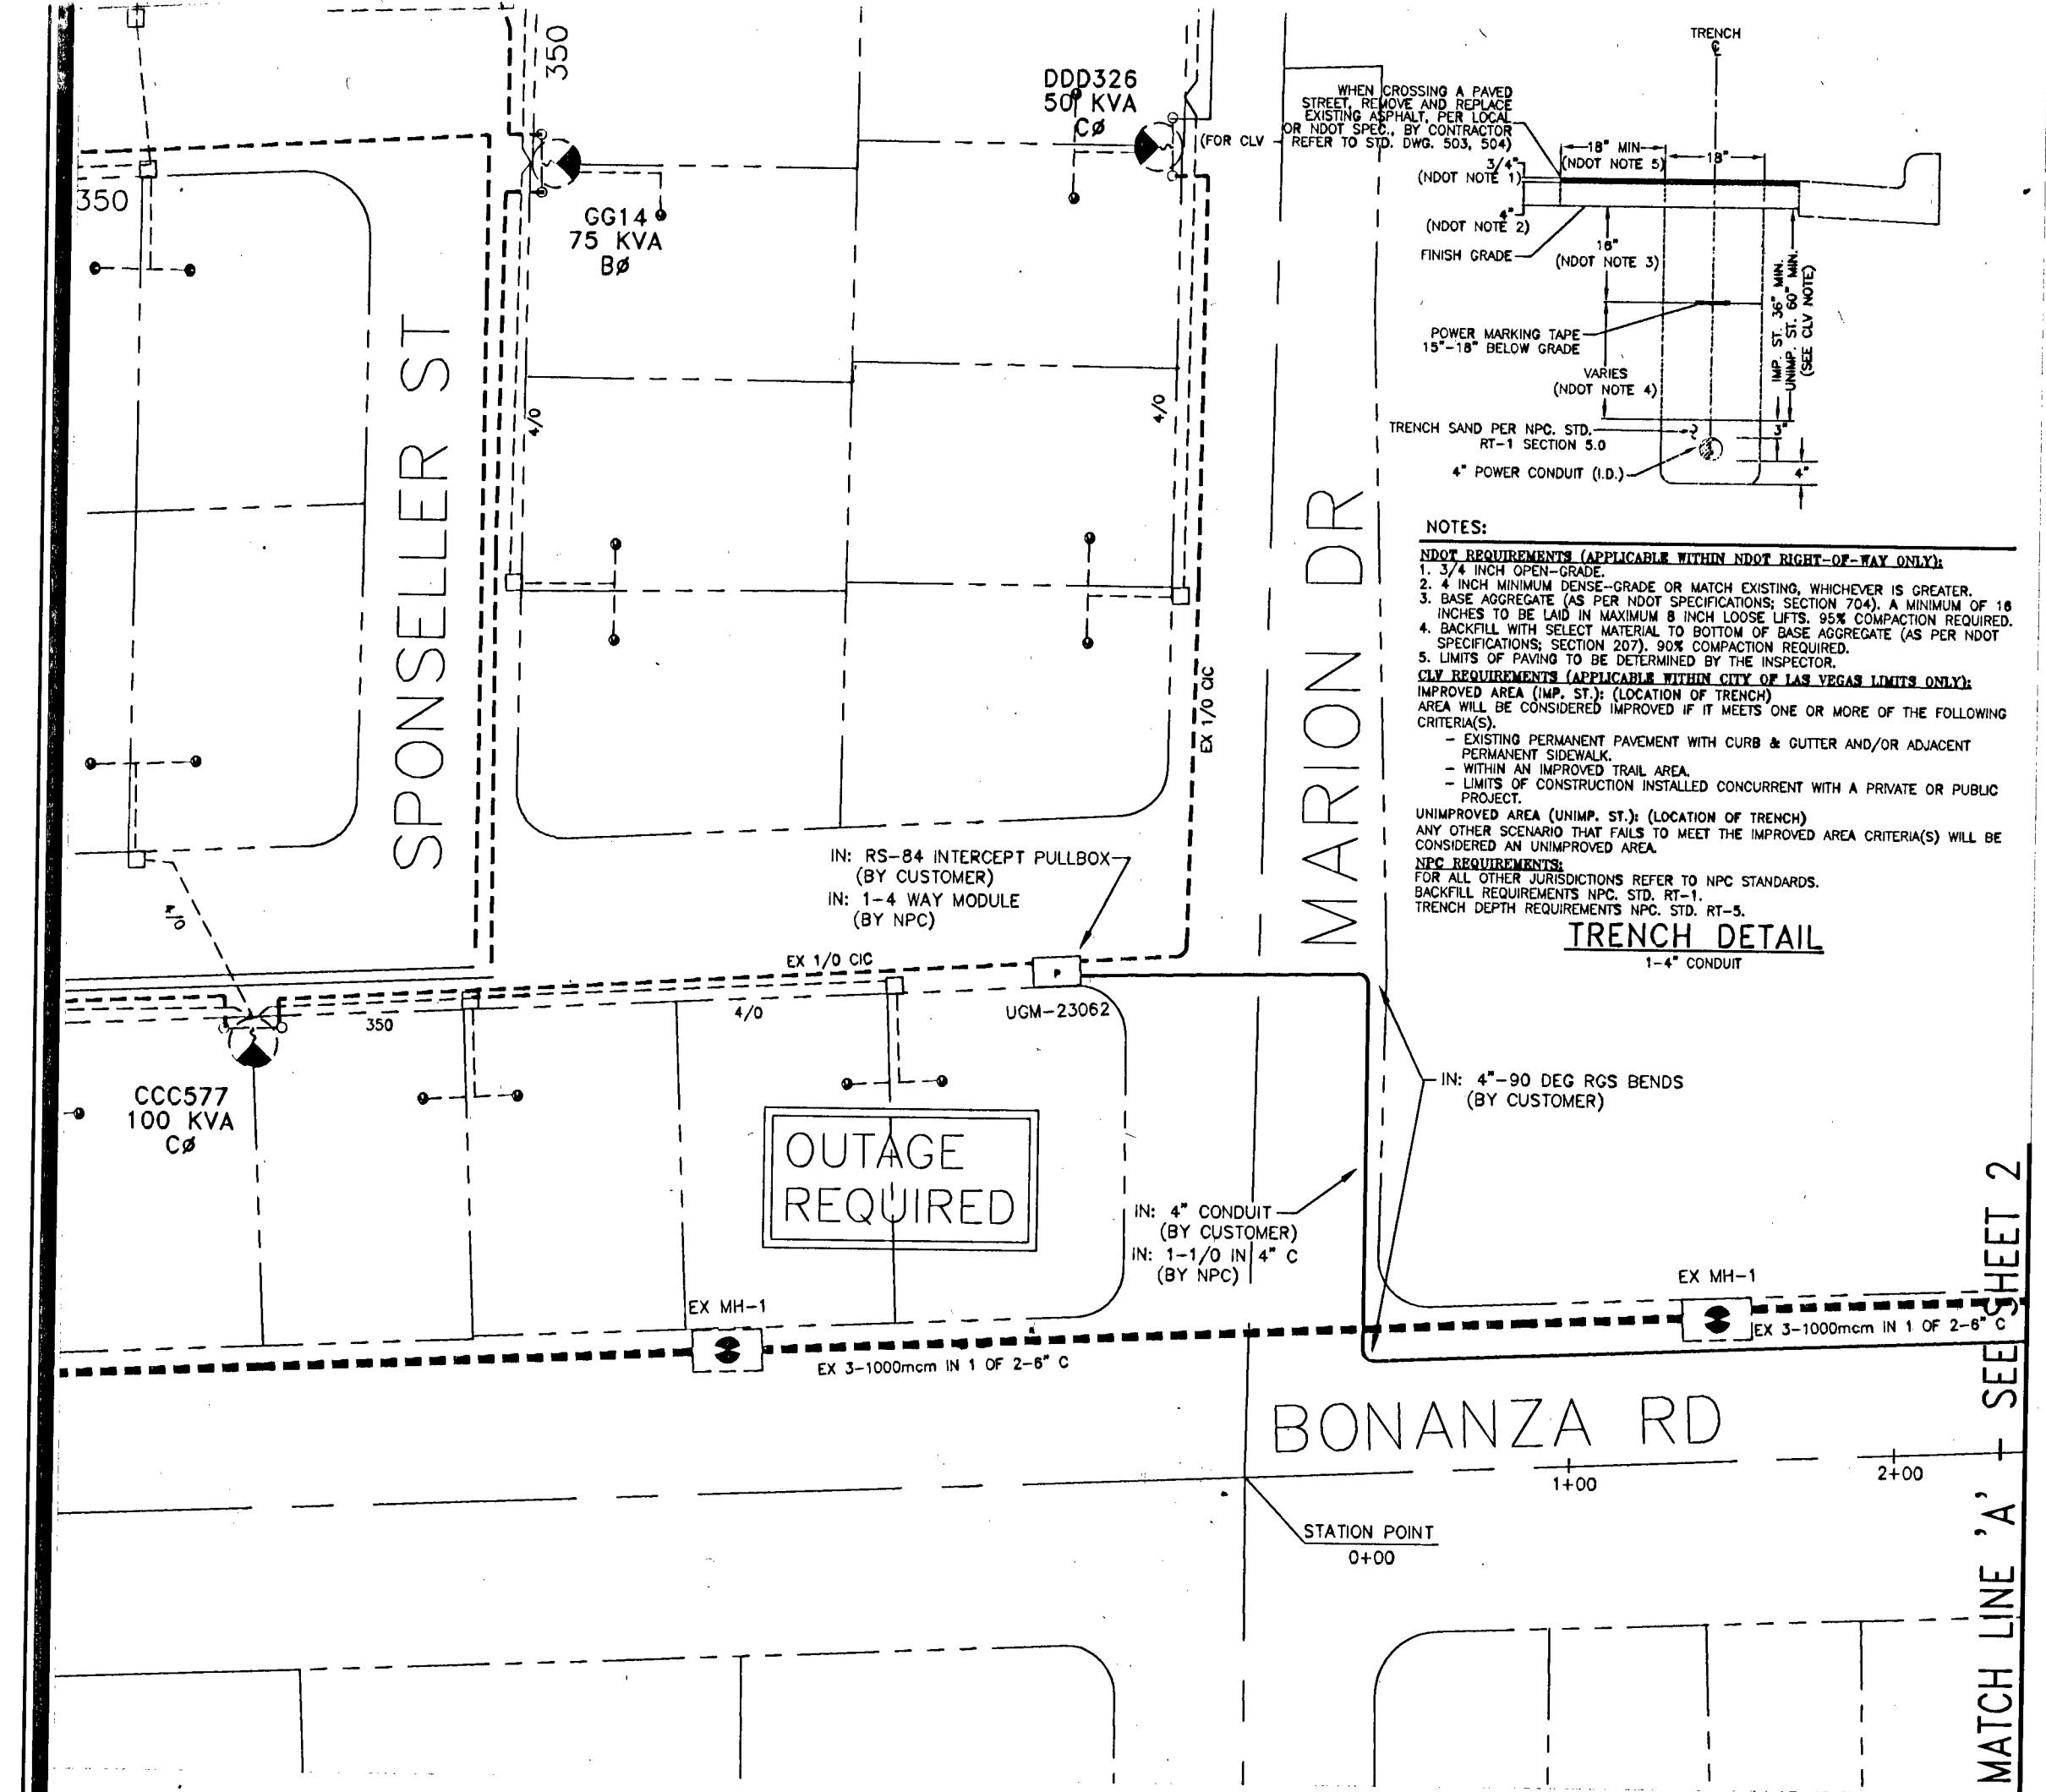 350
350
DDD326
50 KVA
CØ
GG14
75 KVA
BØ
SPONSELLER ST
4/0
4/0
EX 1/0 CIC
MARION DR
TRENCH
℄
WHEN CROSSING A PAVED
STREET, REMOVE AND REPLACE
EXISTING ASPHALT, PER LOCAL
OR NDOT SPEC., BY CONTRACTOR
(FOR CLV - REFER TO STD. DWG. 503, 504)
18" MIN
(NDOT NOTE 5)
18"
3/4"
(NDOT NOTE 1)
4"
(NDOT NOTE 2)
FINISH GRADE
16"
(NDOT NOTE 3)
IMP. ST. 36" MIN.
UNIMP. ST. 60" MIN.
(SEE CLV NOTE)
POWER MARKING TAPE
15"-18" BELOW GRADE
VARIES
(NDOT NOTE 4)
TRENCH SAND PER NPC. STD.
RT-1 SECTION 5.0
3"
4" POWER CONDUIT (I.D.)
4"
NOTES:
NDOT REQUIREMENTS (APPLICABLE WITHIN NDOT RIGHT-OF-WAY ONLY):
1. 3/4 INCH OPEN-GRADE.
2. 4 INCH MINIMUM DENSE-GRADE OR MATCH EXISTING, WHICHEVER IS GREATER.
3. BASE AGGREGATE (AS PER NDOT SPECIFICATIONS; SECTION 704). A MINIMUM OF 16
INCHES TO BE LAID IN MAXIMUM 8 INCH LOOSE LIFTS. 95% COMPACTION REQUIRED.
4. BACKFILL WITH SELECT MATERIAL TO BOTTOM OF BASE AGGREGATE (AS PER NDOT
SPECIFICATIONS; SECTION 207). 90% COMPACTION REQUIRED.
5. LIMITS OF PAVING TO BE DETERMINED BY THE INSPECTOR.
CLV REQUIREMENTS (APPLICABLE WITHIN CITY OF LAS VEGAS LIMITS ONLY):
IMPROVED AREA (IMP. ST.): (LOCATION OF TRENCH)
AREA WILL BE CONSIDERED IMPROVED IF IT MEETS ONE OR MORE OF THE FOLLOWING
CRITERIA(S).
- EXISTING PERMANENT PAVEMENT WITH CURB & GUTTER AND/OR ADJACENT
PERMANENT SIDEWALK.
- WITHIN AN IMPROVED TRAIL AREA.
- LIMITS OF CONSTRUCTION INSTALLED CONCURRENT WITH A PRIVATE OR PUBLIC
PROJECT.
UNIMPROVED AREA (UNIMP. ST.): (LOCATION OF TRENCH)
ANY OTHER SCENARIO THAT FAILS TO MEET THE IMPROVED AREA CRITERIA(S) WILL BE
CONSIDERED AN UNIMPROVED AREA.
NPC REQUIREMENTS:
FOR ALL OTHER JURISDICTIONS REFER TO NPC STANDARDS.
BACKFILL REQUIREMENTS NPC. STD. RT-1.
TRENCH DEPTH REQUIREMENTS NPC. STD. RT-5.
TRENCH DETAIL
1-4" CONDUIT
IN: RS-84 INTERCEPT PULLBOX
(BY CUSTOMER)
IN: 1-4 WAY MODULE
(BY NPC)
4/0
EX 1/0 CIC
P
350
4/0
UGM-23062
CCC577
100 KVA
CØ
OUTAGE
REQUIRED
IN: 4"-90 DEG RGS BENDS
(BY CUSTOMER)
IN: 4" CONDUIT
(BY CUSTOMER)
IN: 1-1/0 IN 4" C
(BY NPC)
EX MH-1
EX MH-1
EX 3-1000mcm IN 1 OF 2-6" C
EX 3-1000mcm IN 1 OF 2-6" C
BONANZA RD
1+00
2+00
STATION POINT
0+00
MATCH LINE 'A' - SEE SHEET 2